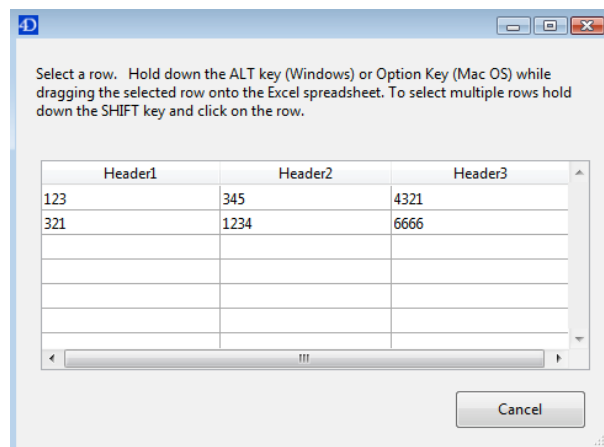 4D
Select a row.   Hold down the ALT key (Windows) or Option Key (Mac OS) while
dragging the selected row onto the Excel spreadsheet. To select multiple rows hold
down the SHIFT key and click on the row.
Header1 Header2 Header3
123 345 4321
321 1234 6666
Cancel